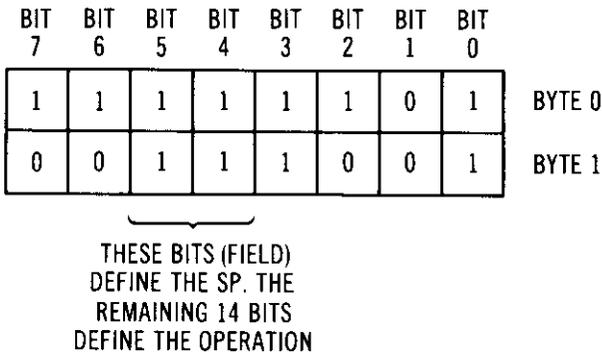 BIT BIT BIT BIT BIT BIT BIT BIT
7 6 5 4 3 2 1 0
1 1 1 1 1 1 0 1 BYTE 0
0 0 1 1 1 0 0 1 BYTE 1
THESE BITS (FIELD)
DEFINE THE SP. THE
REMAINING 14 BITS
DEFINE THE OPERATION